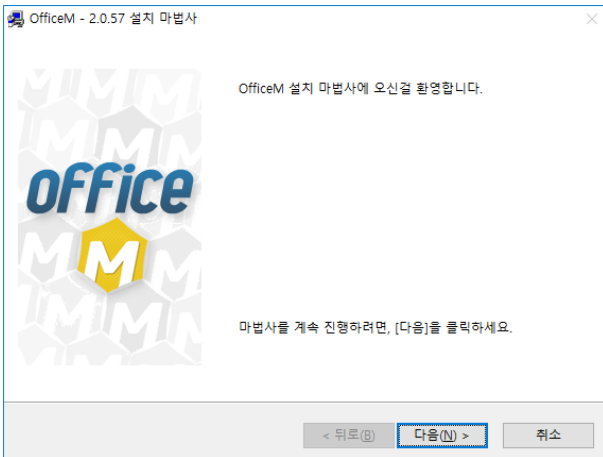 OfficeM - 2.0.57 설치 마법사
OfficeM 설치 마법사에 오신걸 환영합니다.
office
M
마법사를 계속 진행하려면, [다음]을 클릭하세요.
< 뒤로(B)
다음(N) >
취소